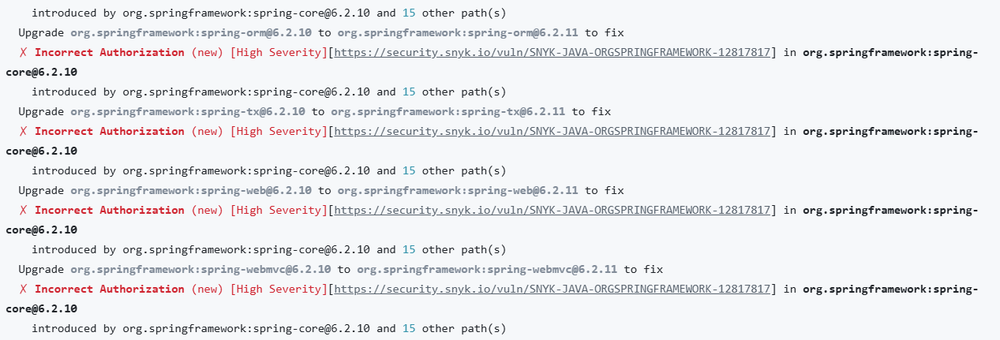 introduced by org.springframework:spring-core@6.2.10 and 15 other path(s)
Upgrade org.springframework:spring-orm@6.2.10 to org.springframework:spring-orm@6.2.11 to fix
✗ Incorrect Authorization (new) [High Severity][https://security.snyk.io/vuln/SNYK-JAVA-ORGSPRINGFRAMEWORK-12817817] in org.springframework:spring-
core@6.2.10
introduced by org.springframework:spring-core@6.2.10 and 15 other path(s)
Upgrade org.springframework:spring-tx@6.2.10 to org.springframework:spring-tx@6.2.11 to fix
✗ Incorrect Authorization (new) [High Severity][https://security.snyk.io/vuln/SNYK-JAVA-ORGSPRINGFRAMEWORK-12817817] in org.springframework:spring-
core@6.2.10
introduced by org.springframework:spring-core@6.2.10 and 15 other path(s)
Upgrade org.springframework:spring-web@6.2.10 to org.springframework:spring-web@6.2.11 to fix
✗ Incorrect Authorization (new) [High Severity][https://security.snyk.io/vuln/SNYK-JAVA-ORGSPRINGFRAMEWORK-12817817] in org.springframework:spring-
core@6.2.10
introduced by org.springframework:spring-core@6.2.10 and 15 other path(s)
Upgrade org.springframework:spring-webmvc@6.2.10 to org.springframework:spring-webmvc@6.2.11 to fix
✗ Incorrect Authorization (new) [High Severity][https://security.snyk.io/vuln/SNYK-JAVA-ORGSPRINGFRAMEWORK-12817817] in org.springframework:spring-
core@6.2.10
introduced by org.springframework:spring-core@6.2.10 and 15 other path(s)